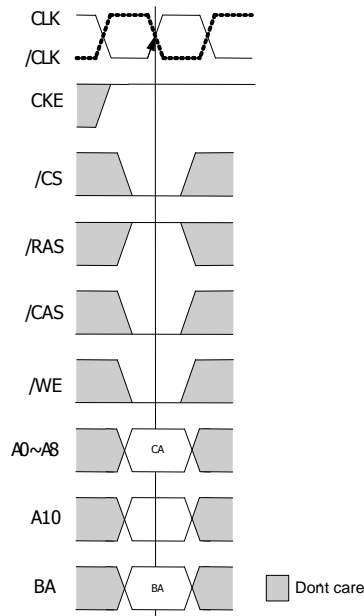 CLK
/CLK
CKE
/CS
/RAS
/CAS
/WE
A0~A8
CA
A10
BA
BA
Dont care